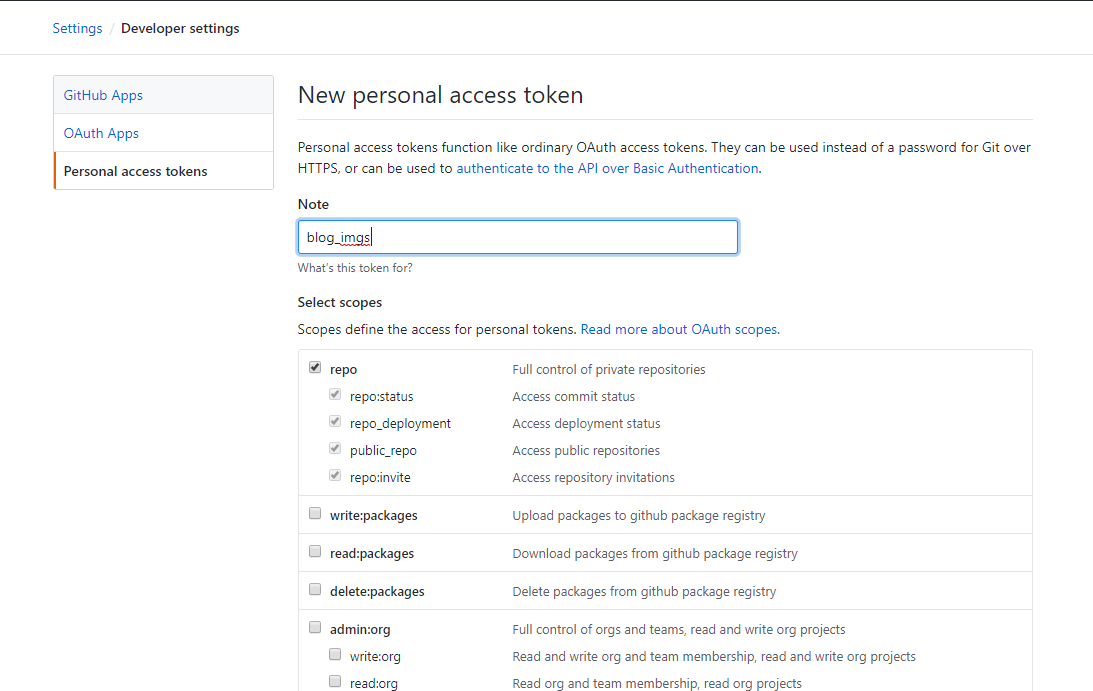 Settings / Developer settings
GitHub Apps
OAuth Apps
Personal access tokens
New personal access token
Personal access tokens function like ordinary OAuth access tokens. They can be used instead of a password for Git over
HTTPS, or can be used to authenticate to the API over Basic Authentication.
Note
blog_imgs
What's this token for?
Select scopes
Scopes define the access for personal tokens. Read more about OAuth scopes.
repo Full control of private repositories
repo:status Access commit status
repo_deployment Access deployment status
public_repo Access public repositories
repo:invite Access repository invitations
write:packages Upload packages to github package registry
read:packages Download packages from github package registry
delete:packages Delete packages from github package registry
admin:org Full control of orgs and teams, read and write org projects
write:org Read and write org and team membership, read and write org projects
read:org Read org and team membership, read org projects